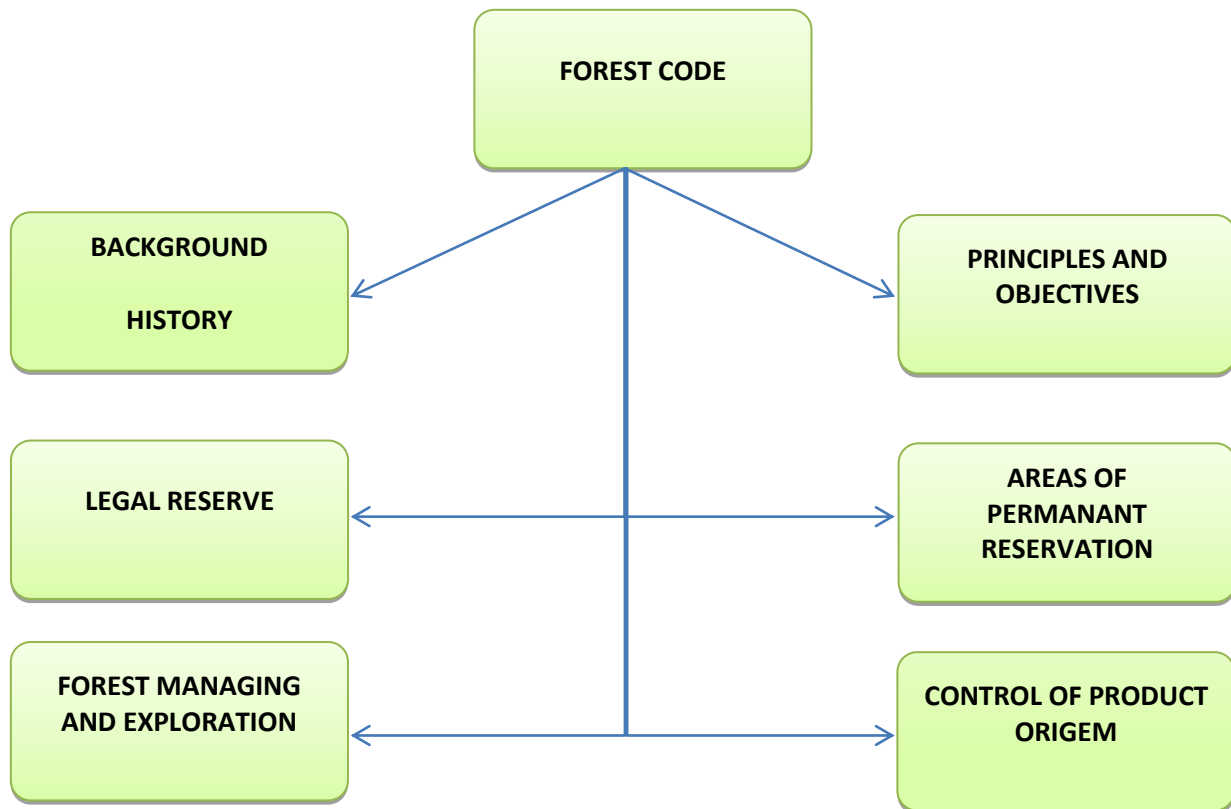 FOREST CODE
BACKGROUND
HISTORY
PRINCIPLES AND
OBJECTIVES
LEGAL RESERVE
AREAS OF
PERMANANT
RESERVATION
FOREST MANAGING
AND EXPLORATION
CONTROL OF PRODUCT
ORIGEM